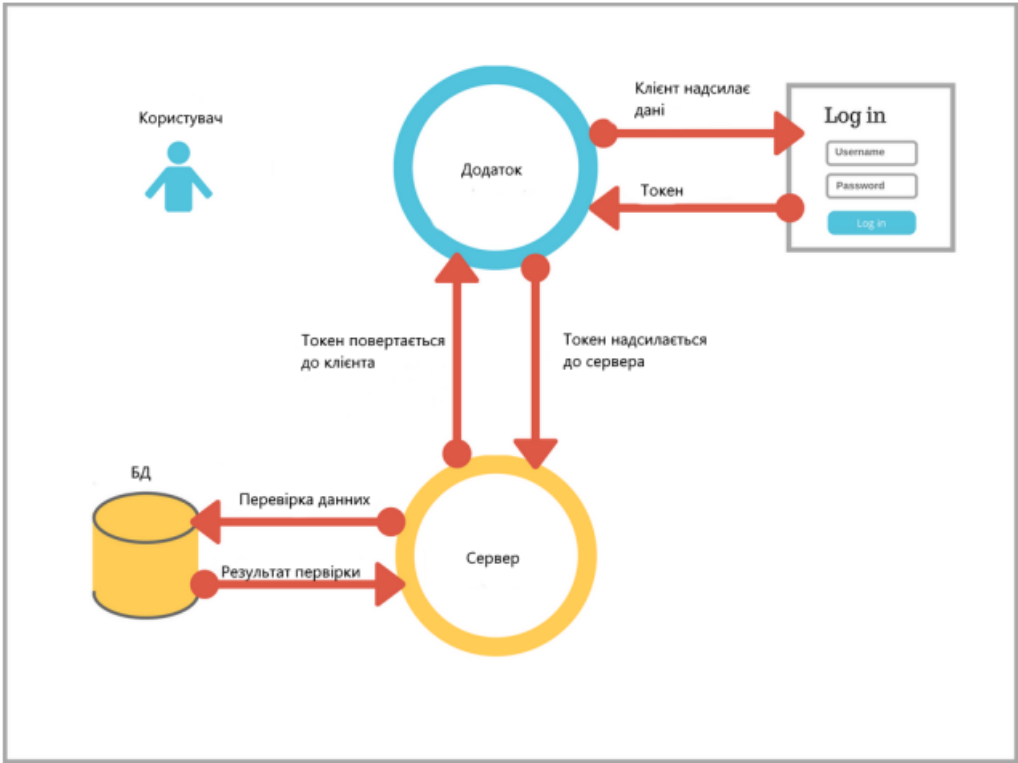 Користувач
Додаток
Клієнт надсилає
дані
Log in
Username
Password
Log in
Токен
Токен повертається
до клієнта
Токен надсилається
до сервера
БД
Перевірка данних
Результат первірки
Сервер